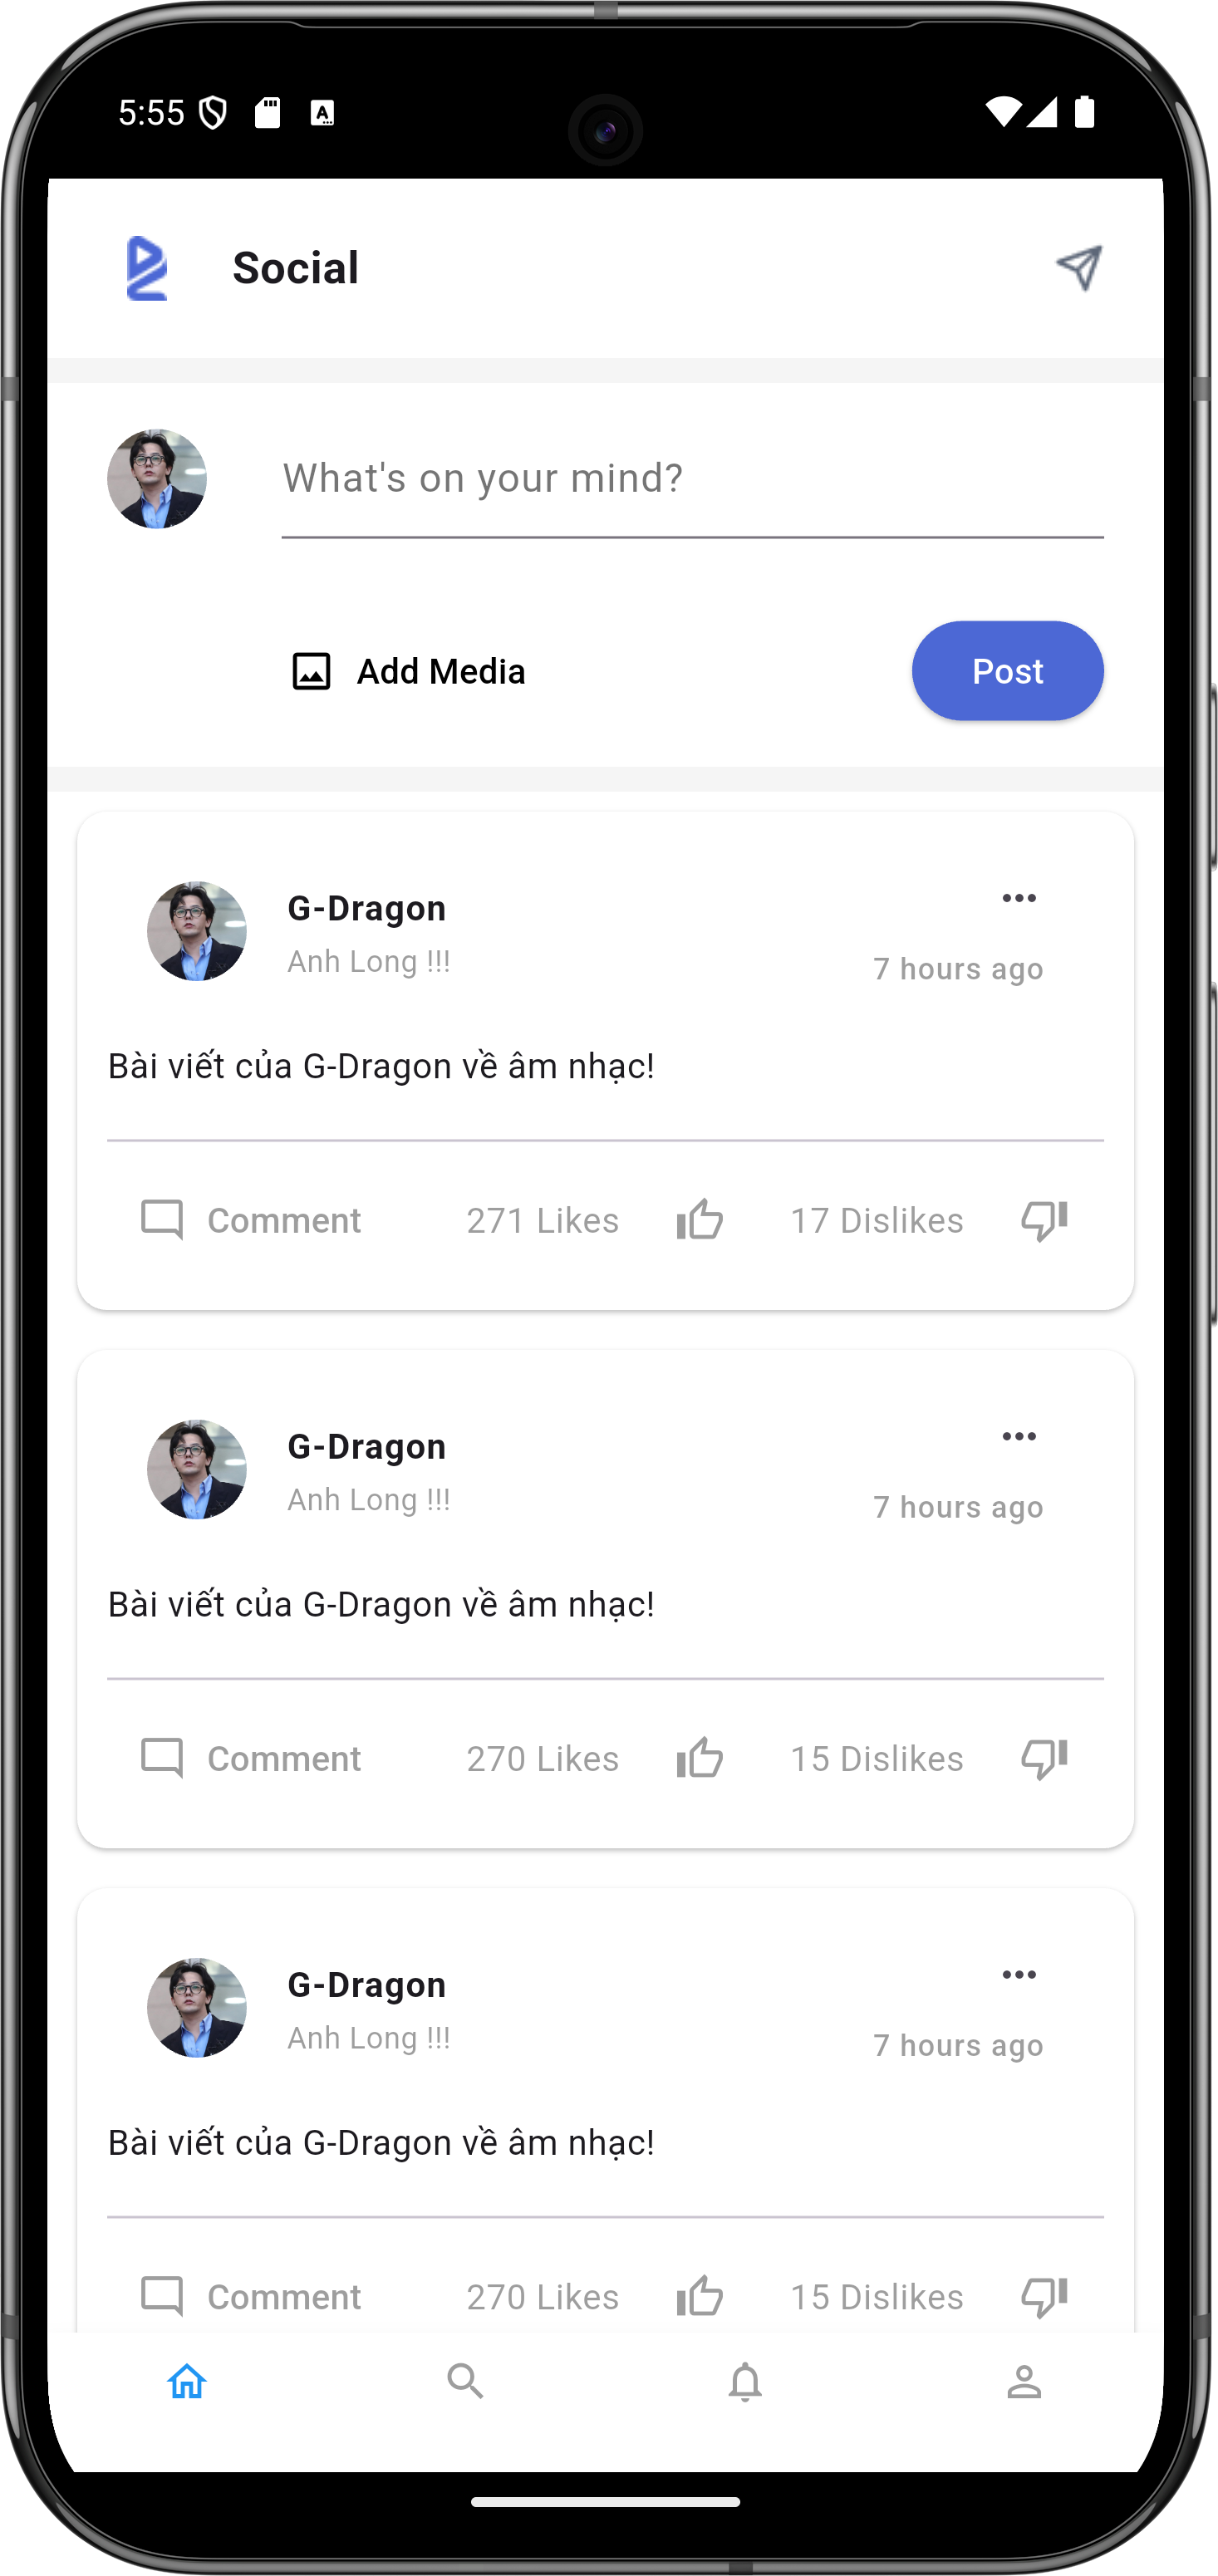 5:55
Social
What's on your mind?
Add Media
Post
G-Dragon
Anh Long !!!
7 hours ago
Bài viết của G-Dragon về âm nhạc!
Comment 271 Likes 17 Dislikes
G-Dragon
Anh Long !!!
7 hours ago
Bài viết của G-Dragon về âm nhạc!
Comment 270 Likes 15 Dislikes
G-Dragon
Anh Long !!!
7 hours ago
Bài viết của G-Dragon về âm nhạc!
Comment 270 Likes 15 Dislikes